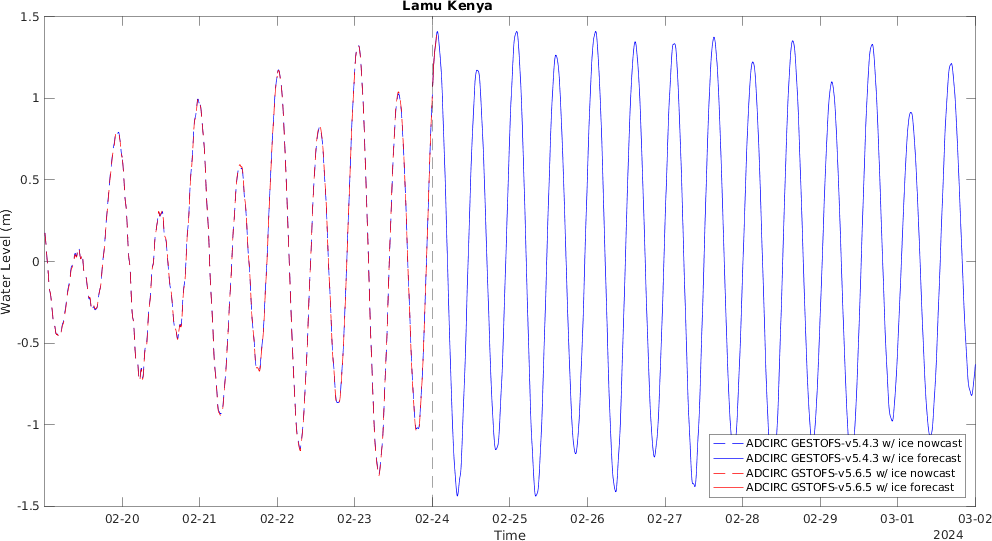 Lamu Kenya
1.5
1
0.5
0
-0.5
-1
-1.5
Water Level (m)
02-20 02-21 02-22 02-23 02-24 02-25 02-26 02-27 02-28 02-29 03-01 03-02
Time
2024
ADCIRC GESTOFS-v5.4.3 w/ ice nowcast
ADCIRC GESTOFS-v5.4.3 w/ ice forecast
ADCIRC GSTOFS-v5.6.5 w/ ice nowcast
ADCIRC GSTOFS-v5.6.5 w/ ice forecast